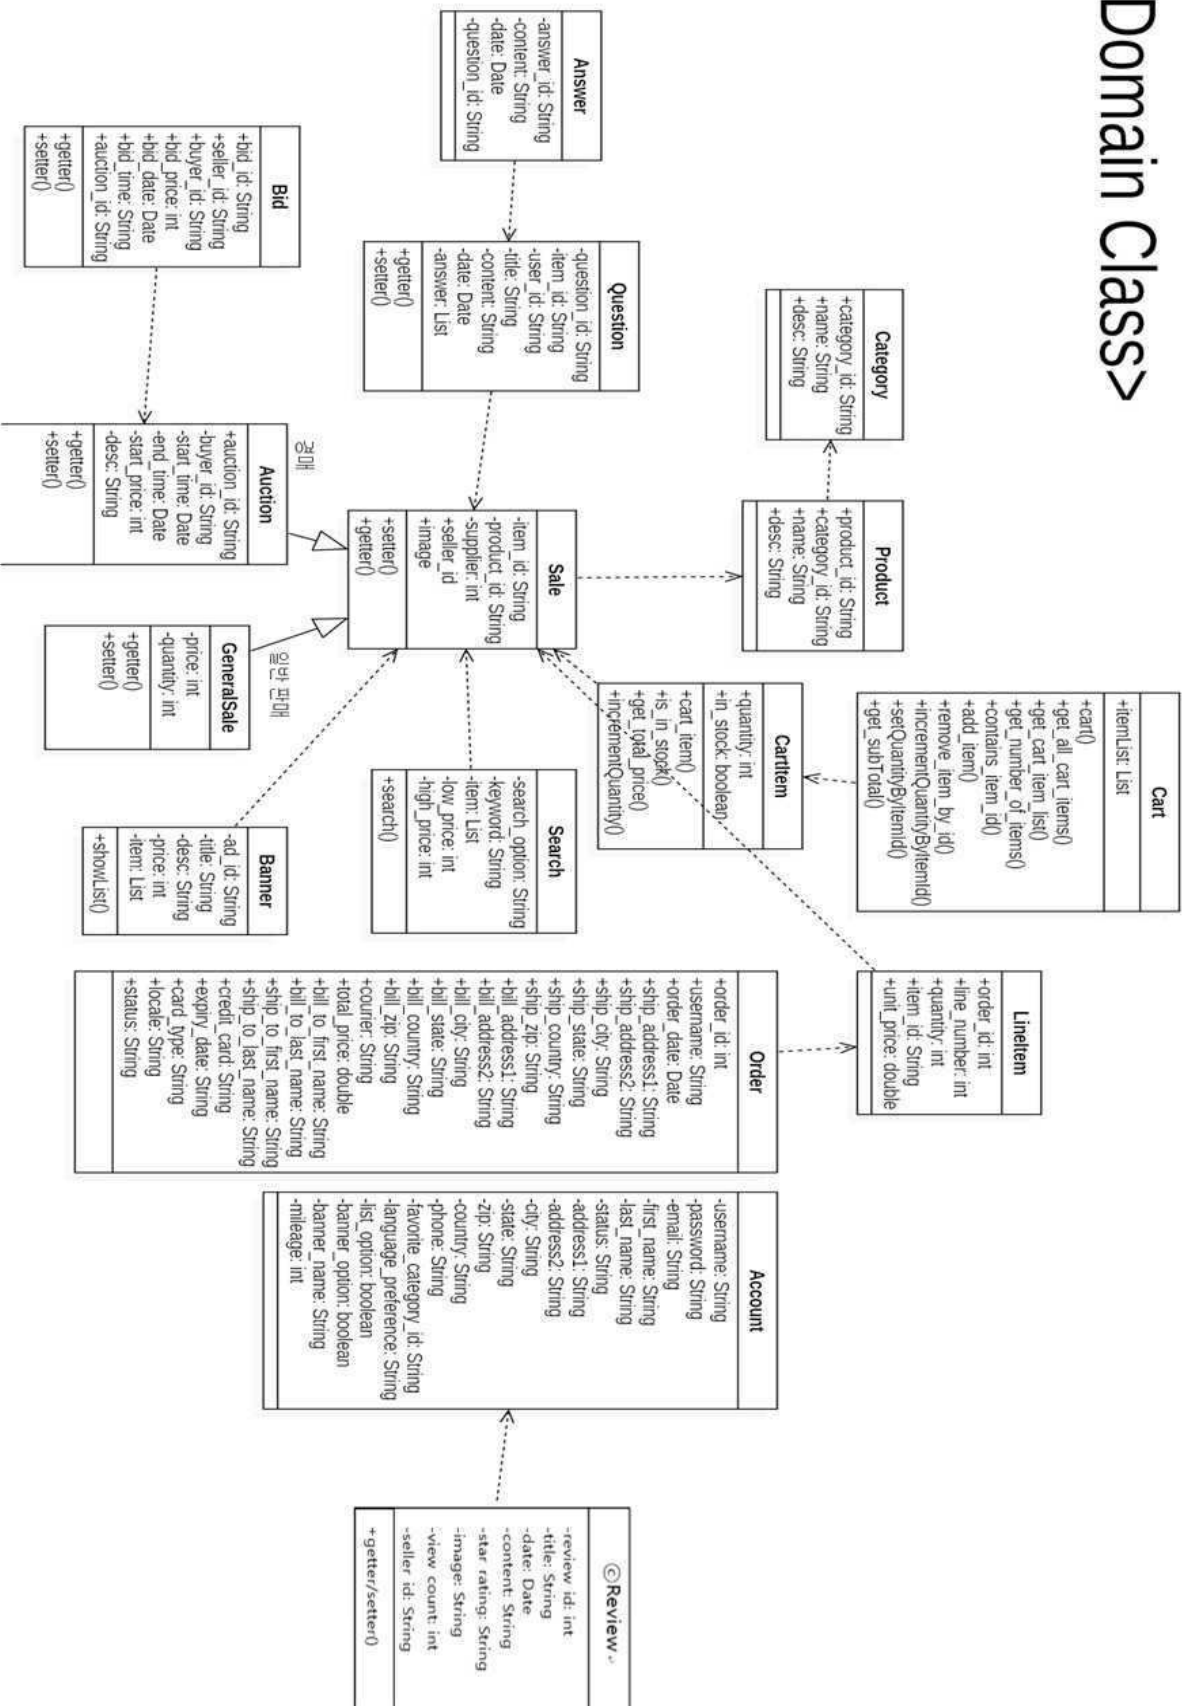 Domain Class>
Answer
-answer_id: String
-content: String
-date: Date
-question_id: String
Question
-question_id: String
-item_id: String
-user_id: String
-title: String
-content: String
-date: Date
-answer: List
+getter()
+setter()
Category
+category_id: String
+name: String
+desc: String
Product
+product_id: String
+category_id: String
+name: String
+desc: String
Bid
+bid_id: String
+seller_id: String
+buyer_id: String
+bid_price: int
+bid_date: Date
+bid_time: String
+auction_id: String
+getter()
+setter()
경매
Auction
+auction_id: String
-buyer_id: String
-start_time: Date
-end_time: Date
-start_price: int
-desc: String
+getter()
+setter()
Sale
-item_id: String
-product_id: String
-supplier: int
+seller_id
+image
+setter()
+getter()
일반 판매
GeneralSale
-price: int
-quantity: int
+getter()
+setter()
Cart
+itemList: List
+cart()
+get_all_cart_items()
+get_cart_item_list()
+get_number_of_items()
+contains_item_id()
+add_item()
+remove_item_by_id()
+incrementQuantityByItemId()
+setQuantityByItemId()
+get_subTotal()
CartItem
+quantity: int
+in_stock: boolean
+cart_item()
+is_in_stock()
+get_total_price()
+incrementQuantity()
Search
-search_option: String
-keyword: String
-item: List
-low_price: int
-high_price: int
+search()
Banner
-ad_id: String
-title: String
-desc: String
-price: int
-item: List
+showList()
LineItem
+order_id: int
+line_number: int
+quantity: int
+item_id: String
+unit_price: double
Order
+order_id: int
+username: String
+order_date: Date
+ship_address1: String
+ship_address2: String
+ship_city: String
+ship_state: String
+ship_country: String
+ship_zip: String
+bill_address1: String
+bill_address2: String
+bill_city: String
+bill_state: String
+bill_country: String
+bill_zip: String
+courier: String
+total_price: double
+bill_to_first_name: String
+bill_to_last_name: String
+ship_to_first_name: String
+ship_to_last_name: String
+credit_card: String
+expiry_date: String
+card_type: String
+locale: String
+status: String
Account
-username: String
-password: String
-email: String
-first_name: String
-last_name: String
-status: String
-address1: String
-address2: String
-city: String
-state: String
-zip: String
-country: String
-phone: String
-favorite_category_id: String
-language_preference: String
-list_option: boolean
-banner_option: boolean
-banner_name: String
-mileage: int
ⓒReview
-review id: int
-title: String
-date: Date
-content: String
-star rating: String
-image: String
-view count: int
-seller id: String
+getter/setter()